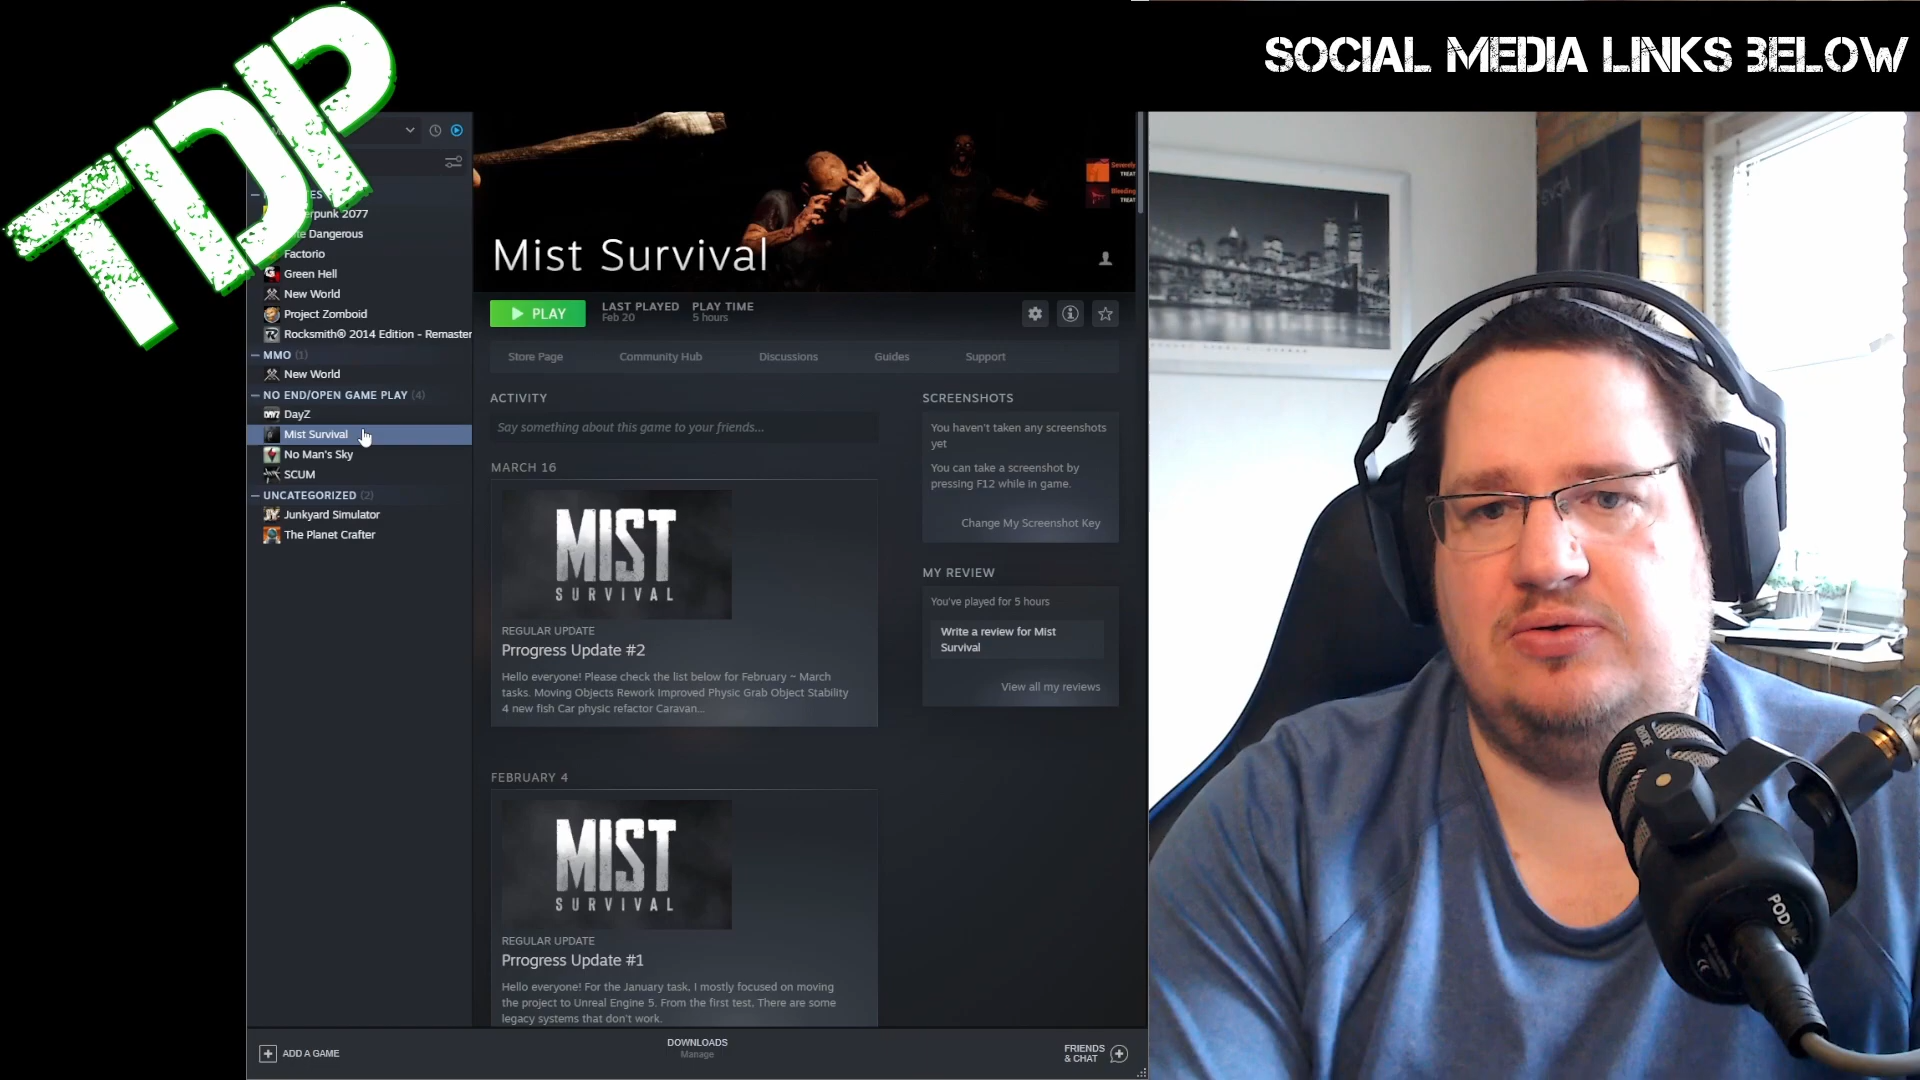 TDP
SOCIAL MEDIA LINKS BELOW
erpunk 2077
Dangerous
Factorio
Green Hell
New World
Project Zomboid
Rocksmith® 2014 Edition - Remaster
MMO (1)
New World
NO END/OPEN GAME PLAY (4)
DayZ
Mist Survival
No Man's Sky
SCUM
UNCATEGORIZED (2)
Junkyard Simulator
The Planet Crafter
Severely
TREAT
Bleeding
TREAT
Mist Survival
PLAY
LAST PLAYED
Feb 20
PLAY TIME
5 hours
Store Page
Community Hub
Discussions
Guides
Support
ACTIVITY
Say something about this game to your friends...
MARCH 16
MIST
SURVIVAL
REGULAR UPDATE
Prrogress Update #2
Hello everyone! Please check the list below for February ~ March
tasks. Moving Objects Rework Improved Physic Grab Object Stability
4 new fish Car physic refactor Caravan...
FEBRUARY 4
MIST
SURVIVAL
REGULAR UPDATE
Prrogress Update #1
Hello everyone! For the January task, I mostly focused on moving
the project to Unreal Engine 5. From the first test, There are some
legacy systems that don't work.
SCREENSHOTS
You haven't taken any screenshots
yet
You can take a screenshot by
pressing F12 while in game.
Change My Screenshot Key
MY REVIEW
You've played for 5 hours
Write a review for Mist
Survival
View all my reviews
ADD A GAME
DOWNLOADS
Manage
FRIENDS
& CHAT
RØDE